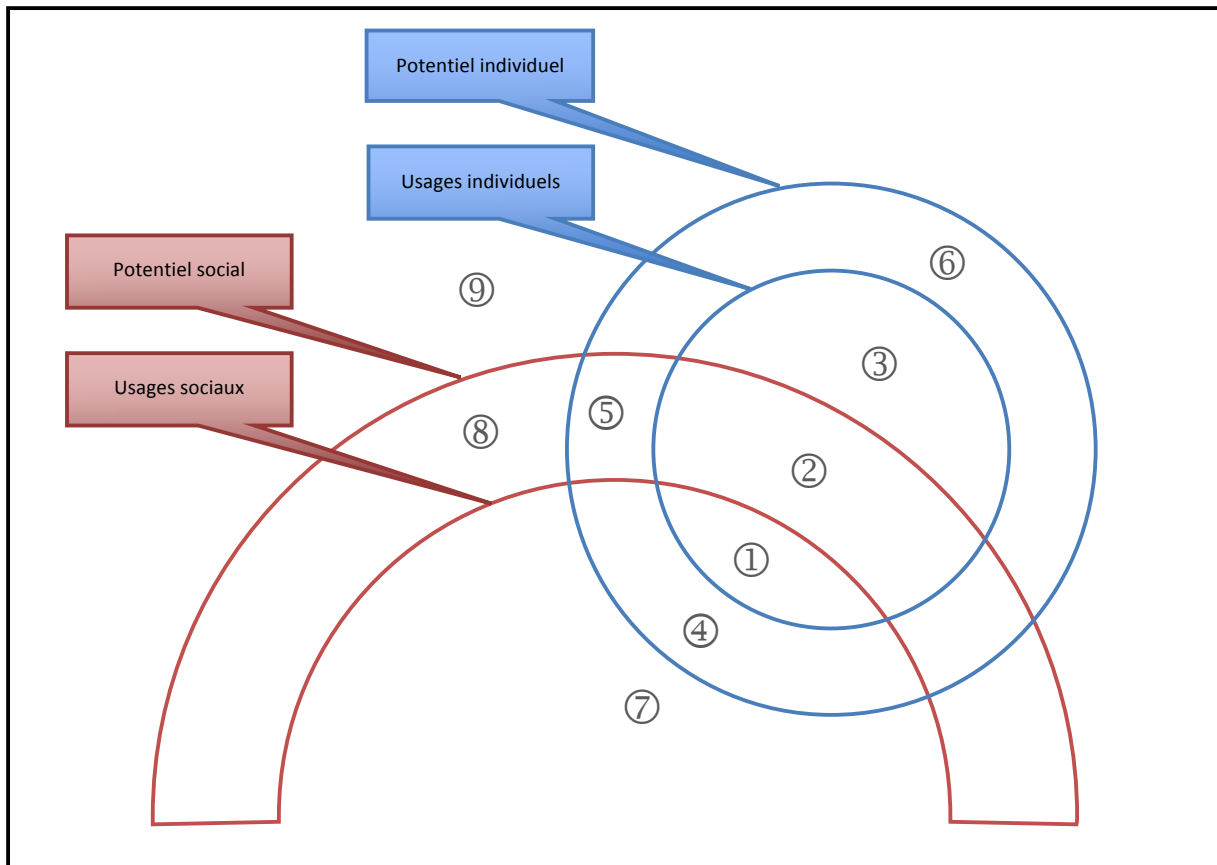 Potentiel individuel
Usages individuels
Potentiel social
Usages sociaux
⑥
⑨
③
⑤
⑧
②
①
④
⑦